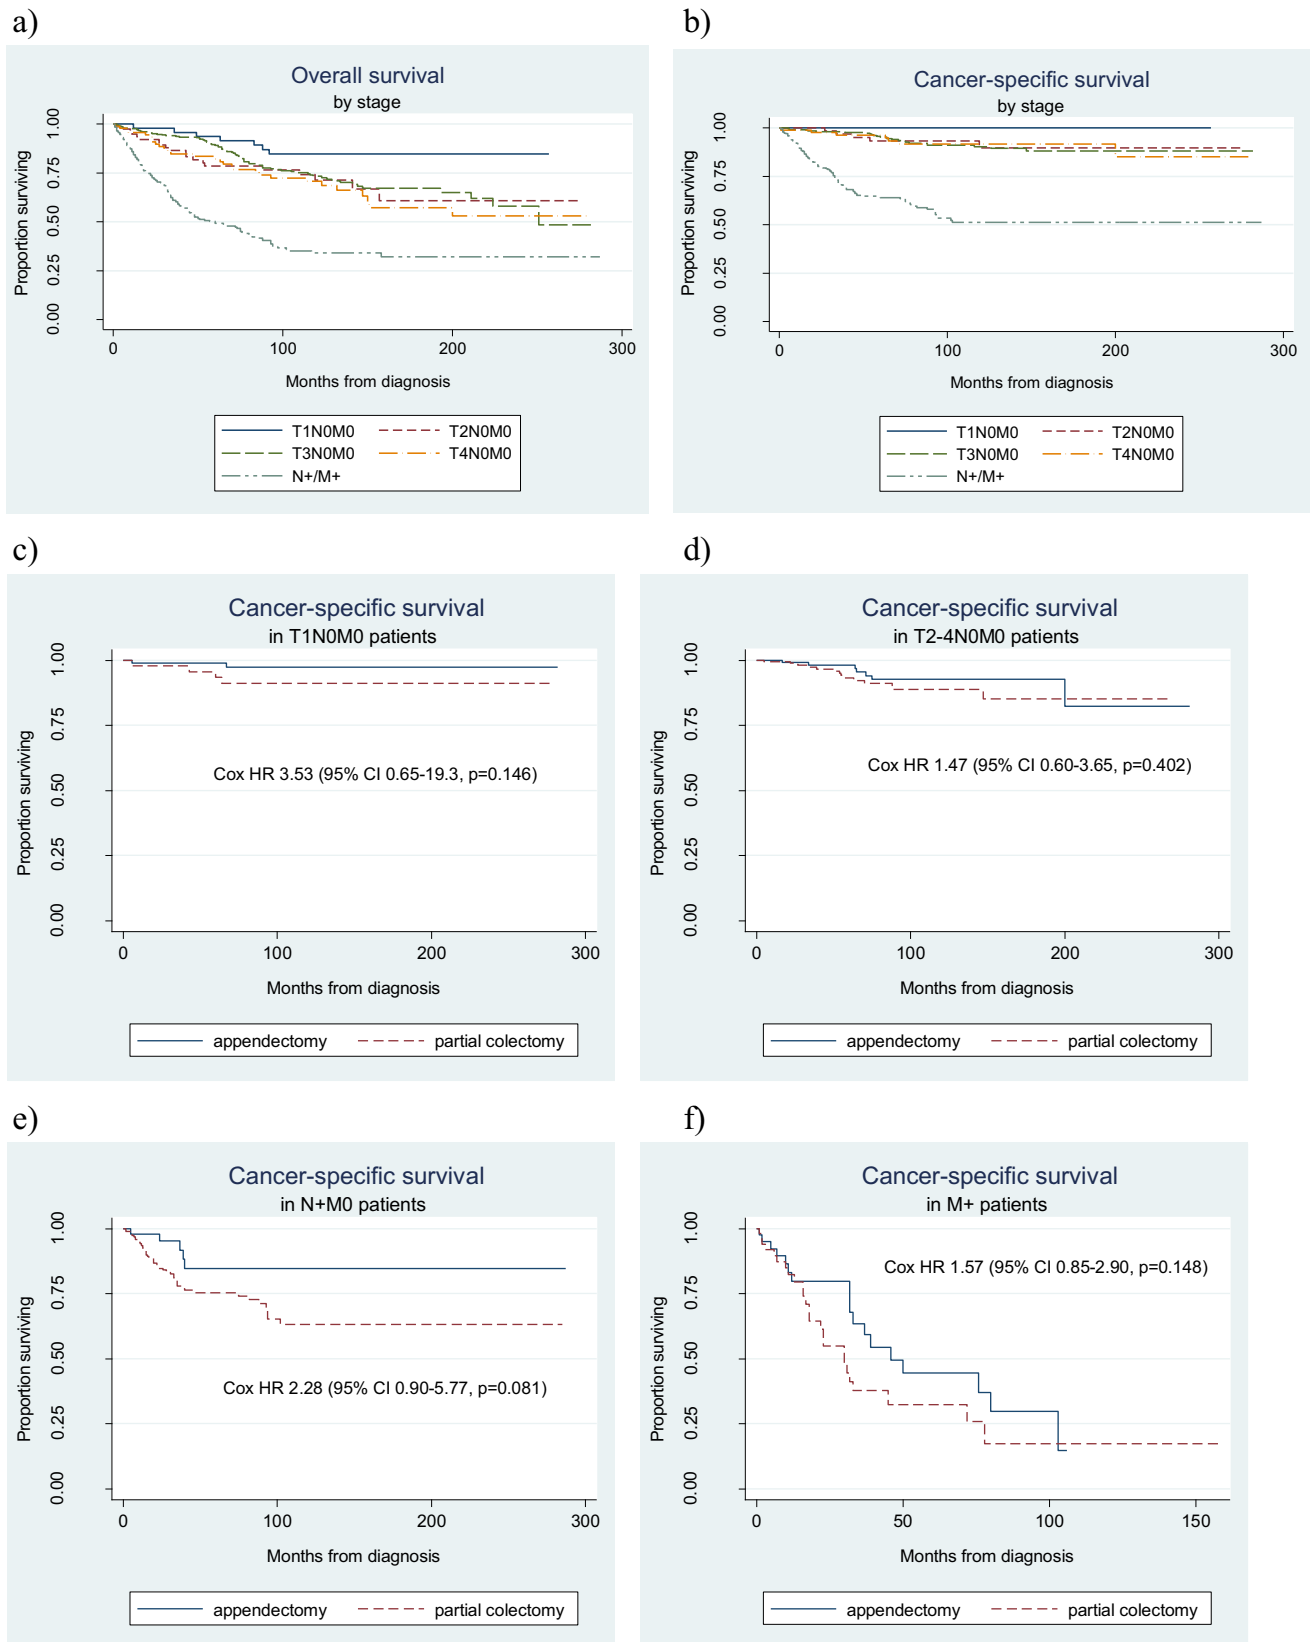 a)
Overall survival
by stage
Proportion surviving
1.00
0.75
0.50
0.25
0.00
0 100 200 300
Months from diagnosis
T1N0M0 T2N0M0
T3N0M0 T4N0M0
N+/M+
b)
Cancer-specific survival
by stage
Proportion surviving
1.00
0.75
0.50
0.25
0.00
0 100 200 300
Months from diagnosis
T1N0M0 T2N0M0
T3N0M0 T4N0M0
N+/M+
c)
Cancer-specific survival
in T1N0M0 patients
Proportion surviving
1.00
0.75
0.50
0.25
0.00
Cox HR 3.53 (95% CI 0.65-19.3, p=0.146)
0 100 200 300
Months from diagnosis
appendectomy partial colectomy
d)
Cancer-specific survival
in T2-4N0M0 patients
Proportion surviving
1.00
0.75
0.50
0.25
0.00
Cox HR 1.47 (95% CI 0.60-3.65, p=0.402)
0 100 200 300
Months from diagnosis
appendectomy partial colectomy
e)
Cancer-specific survival
in N+M0 patients
Proportion surviving
1.00
0.75
0.50
0.25
0.00
Cox HR 2.28 (95% CI 0.90-5.77, p=0.081)
0 100 200 300
Months from diagnosis
appendectomy partial colectomy
f)
Cancer-specific survival
in M+ patients
Proportion surviving
1.00
0.75
0.50
0.25
0.00
Cox HR 1.57 (95% CI 0.85-2.90, p=0.148)
0 50 100 150
Months from diagnosis
appendectomy partial colectomy